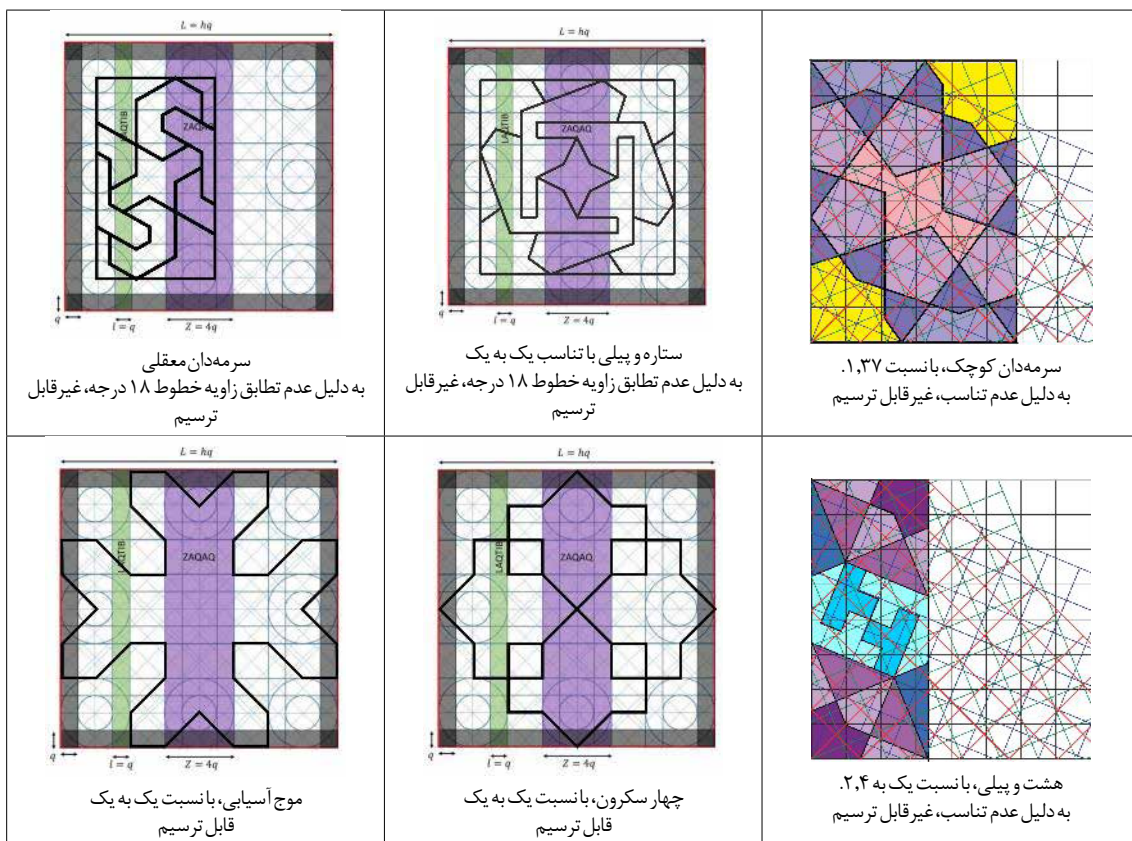 L = hq
LAQTIB
ZAQAQ
q
l = q
Z = 4q
سرمه‌دان معقلی
به دلیل عدم تطابق زاویه خطوط ۱۸ درجه، غیرقابل
ترسیم
L = hq
LAQTIB
ZAQAQ
q
l = q
Z = 4q
ستاره و پیلی با تناسب یک به یک
به دلیل عدم تطابق زاویه خطوط ۱۸ درجه، غیرقابل
ترسیم
سرمه‌دان کوچک، با نسبت ۱٫۳۷.
به دلیل عدم تناسب، غیرقابل ترسیم
L = hq
LAQTIB
ZAQAQ
q
l = q
Z = 4q
موج آسیابی، با نسبت یک به یک
قابل ترسیم
L = hq
LAQTIB
ZAQAQ
q
l = q
Z = 4q
چهار سکرون، با نسبت یک به یک
قابل ترسیم
هشت و پیلی، با نسبت یک به ۲٫۴.
به دلیل عدم تناسب، غیرقابل ترسیم